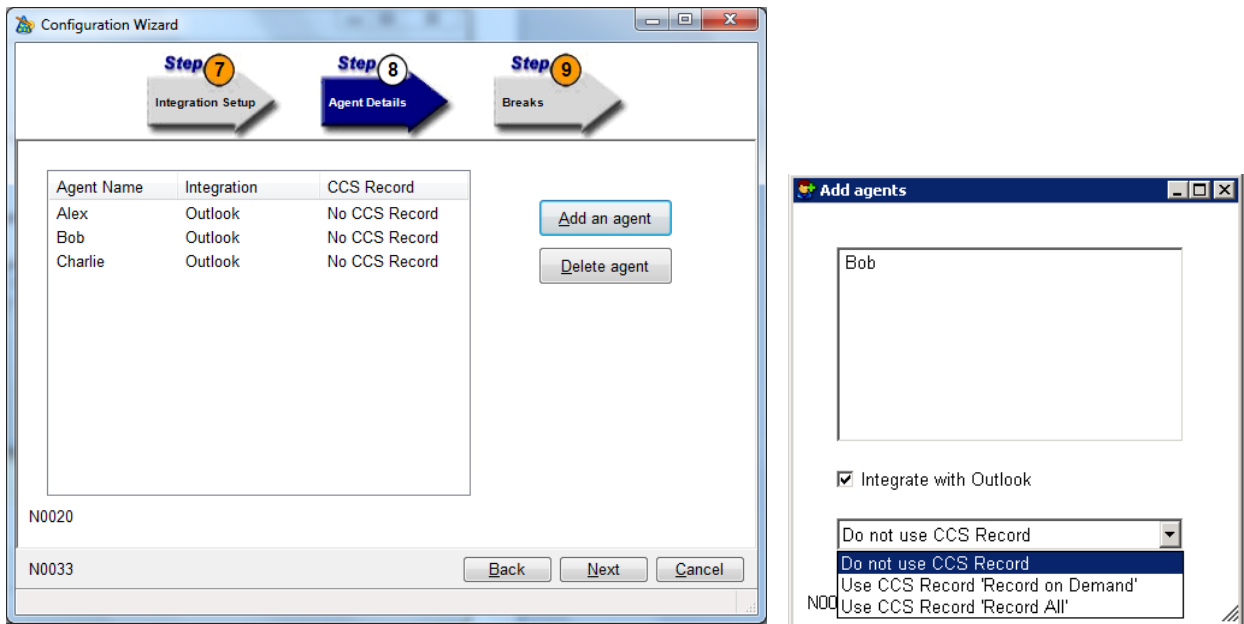 Configuration Wizard
Step 7 Step 8 Step 9
Integration Setup Agent Details Breaks
Agent Name Integration CCS Record
Alex Outlook No CCS Record
Bob Outlook No CCS Record
Charlie Outlook No CCS Record
Add an agent
Delete agent
N0020
N0033 Back Next Cancel
Add agents
Bob
Integrate with Outlook
Do not use CCS Record
Do not use CCS Record
Use CCS Record 'Record on Demand'
Use CCS Record 'Record All'